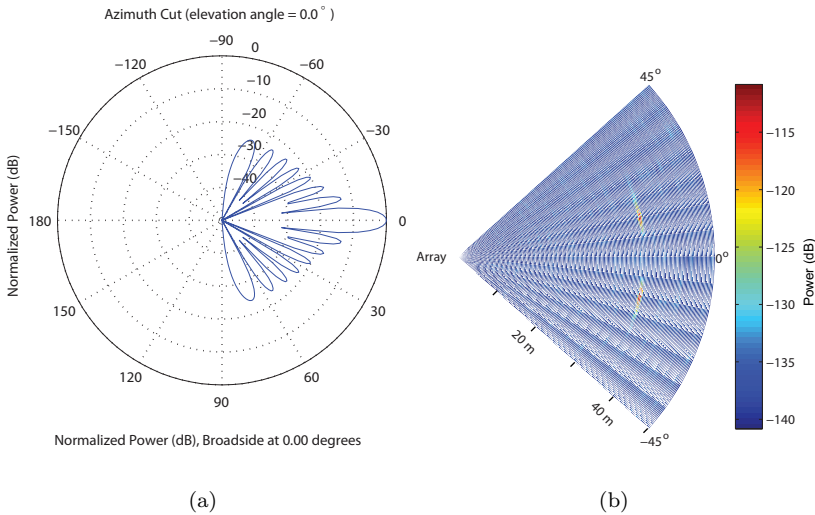 Azimuth Cut (elevation angle = 0.0°)
−90
0
−120
−60
−10
−20
−150
−30
−30
−40
Normalized Power (dB)
180
0
150
30
120
60
90
Normalized Power (dB), Broadside at 0.00 degrees
(a)
45°
Array
0°
20 m
40 m
−45°
−115
−120
−125
−130
−135
−140
Power (dB)
(b)